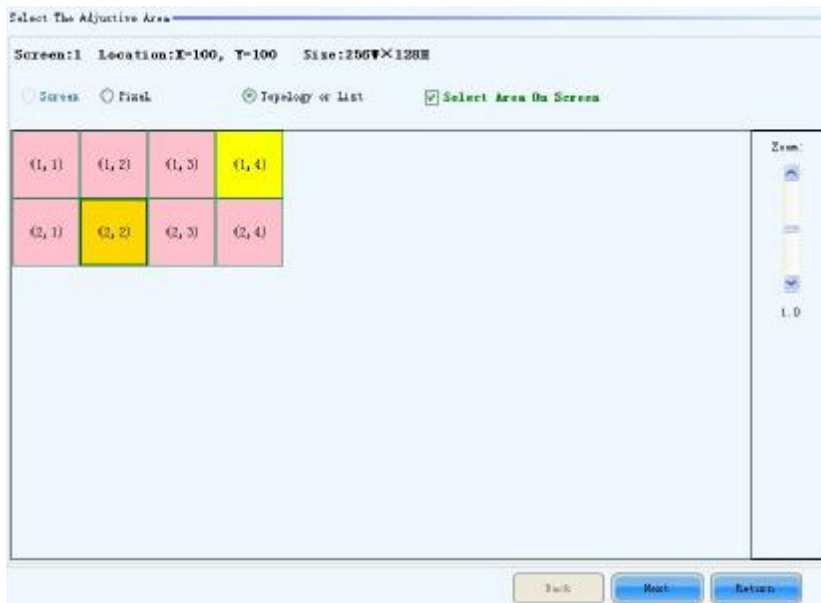 Select The Adjustive Area
Screen:1 Location:X=100, Y=100 Size:256W×128H
Screen Pixel Topology or List Select Area On Screen
(1, 1) (1, 2) (1, 3) (1, 4)
Zoom:
(2, 1) (2, 2) (2, 3) (2, 4)
1.0
Back Next Return